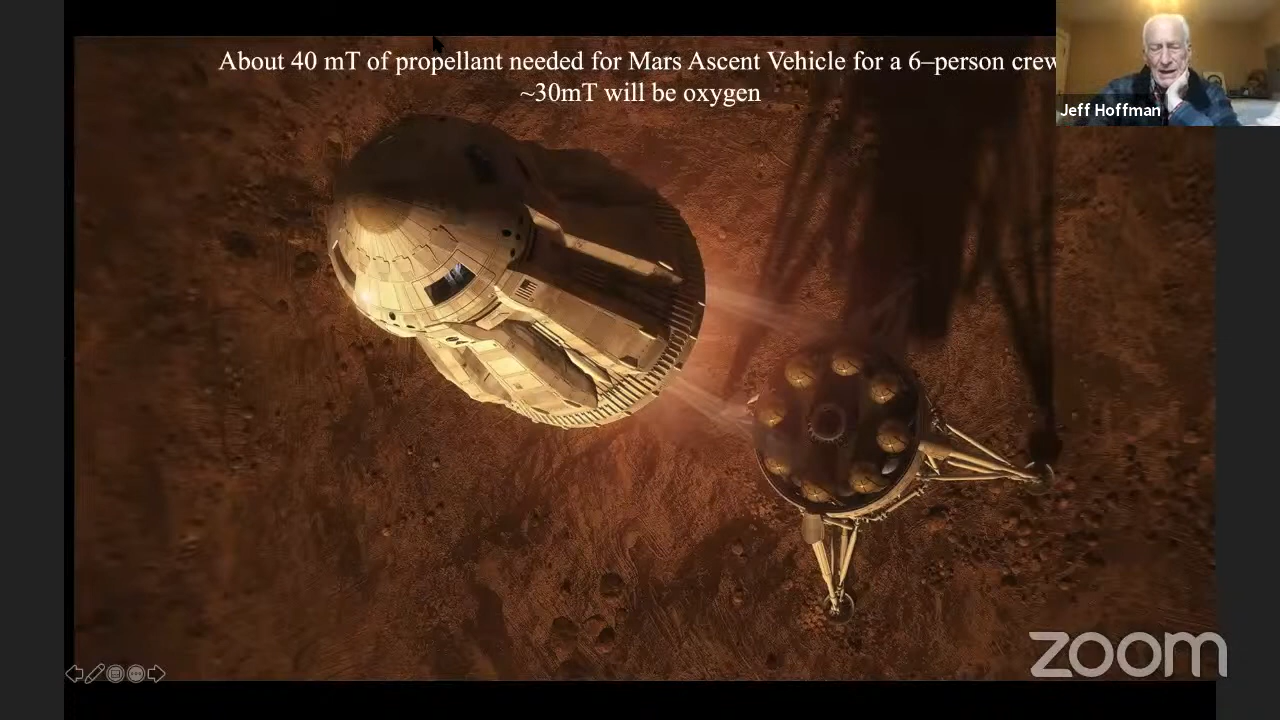 About 40 mT of propellant needed for Mars Ascent Vehicle for a 6–person crew
~30mT will be oxygen
Jeff Hoffman
zoom